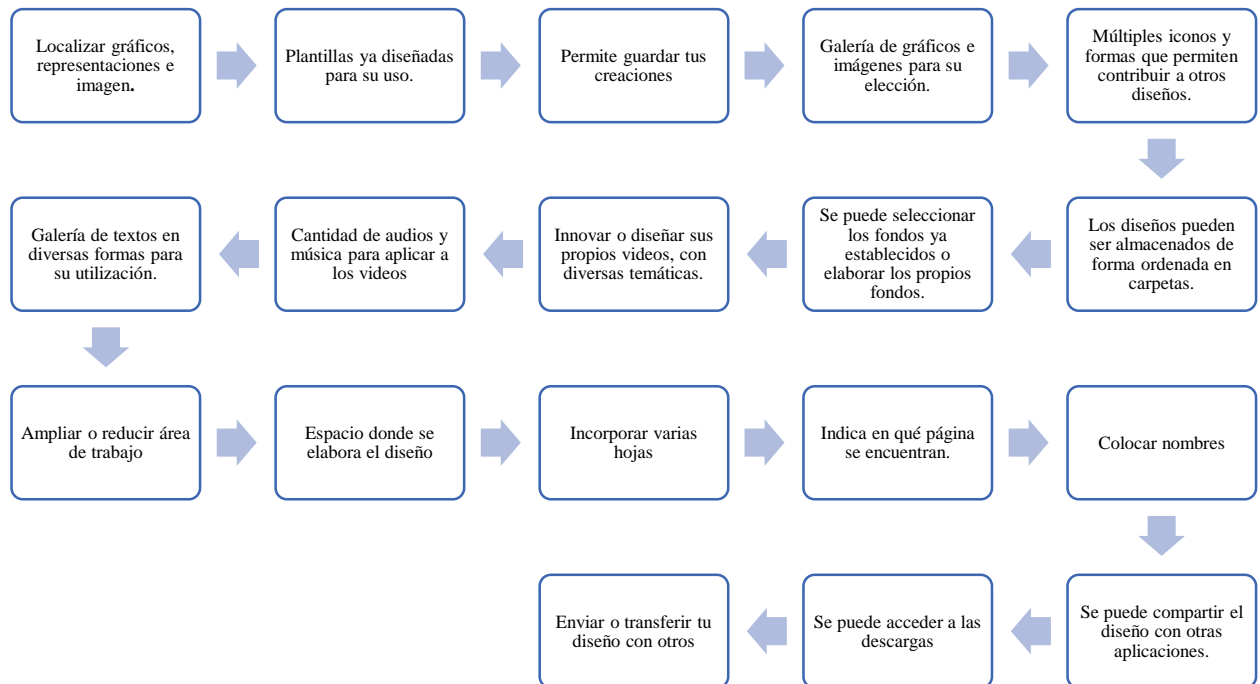 Localizar gráficos,
representaciones e
imagen.
Plantillas ya diseñadas
para su uso.
Permite guardar tus
creaciones
Galería de gráficos e
imágenes para su
elección.
Múltiples iconos y
formas que permiten
contribuir a otros
diseños.
Los diseños pueden
ser almacenados de
forma ordenada en
carpetas.
Se puede seleccionar
los fondos ya
establecidos o
elaborar los propios
fondos.
Innovar o diseñar sus
propios videos, con
diversas temáticas.
Cantidad de audios y
música para aplicar a
los videos
Galería de textos en
diversas formas para
su utilización.
Ampliar o reducir área
de trabajo
Espacio donde se
elabora el diseño
Incorporar varias
hojas
Indica en qué página
se encuentran.
Colocar nombres
Se puede compartir el
diseño con otras
aplicaciones.
Se puede acceder a las
descargas
Enviar o transferir tu
diseño con otros